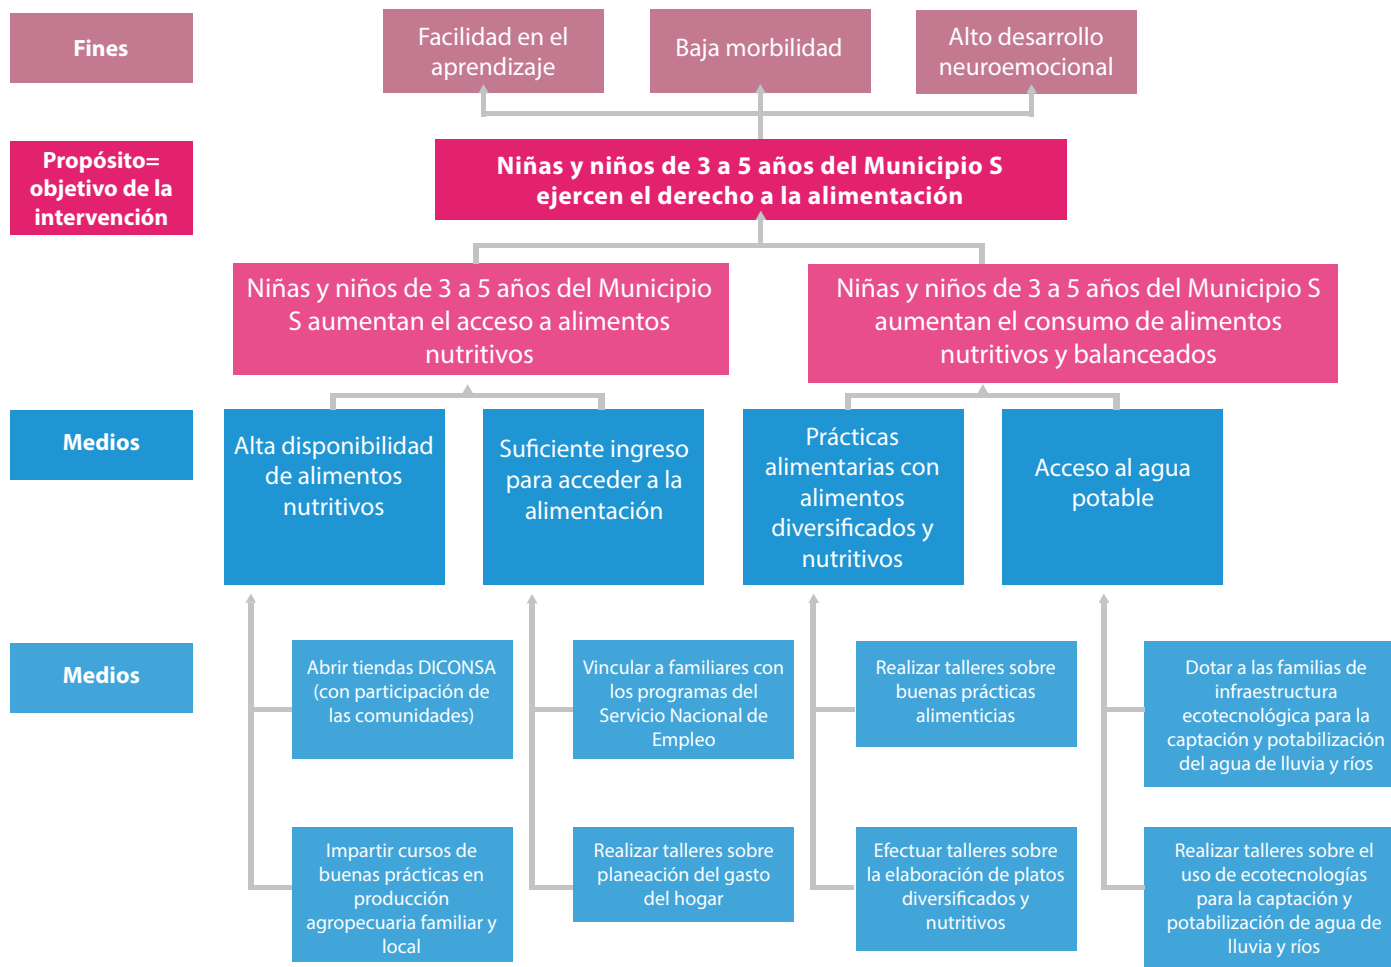 Fines
Facilidad en el
aprendizaje
Baja morbilidad
Alto desarrollo
neuroemocional
Propósito=
objetivo de la
intervención
Niñas y niños de 3 a 5 años del Municipio S
ejercen el derecho a la alimentación
Niñas y niños de 3 a 5 años del Municipio
S aumentan el acceso a alimentos
nutritivos
Niñas y niños de 3 a 5 años del Municipio S
aumentan el consumo de alimentos
nutritivos y balanceados
Medios
Alta disponibilidad
de alimentos
nutritivos
Suficiente ingreso
para acceder a la
alimentación
Prácticas
alimentarias con
alimentos
diversificados y
nutritivos
Acceso al agua
potable
Medios
Abrir tiendas DICONSA
(con participación de
las comunidades)
Vincular a familiares con
los programas del
Servicio Nacional de
Empleo
Realizar talleres sobre
buenas prácticas
alimenticias
Dotar a las familias de
infraestructura
ecotecnológica para la
captación y potabilización
del agua de lluvia y ríos
Impartir cursos de
buenas prácticas en
producción
agropecuaria familiar y
local
Realizar talleres sobre
planeación del gasto
del hogar
Efectuar talleres sobre
la elaboración de platos
diversificados y
nutritivos
Realizar talleres sobre el
uso de ecotecnologías
para la captación y
potabilización de agua de
lluvia y ríos